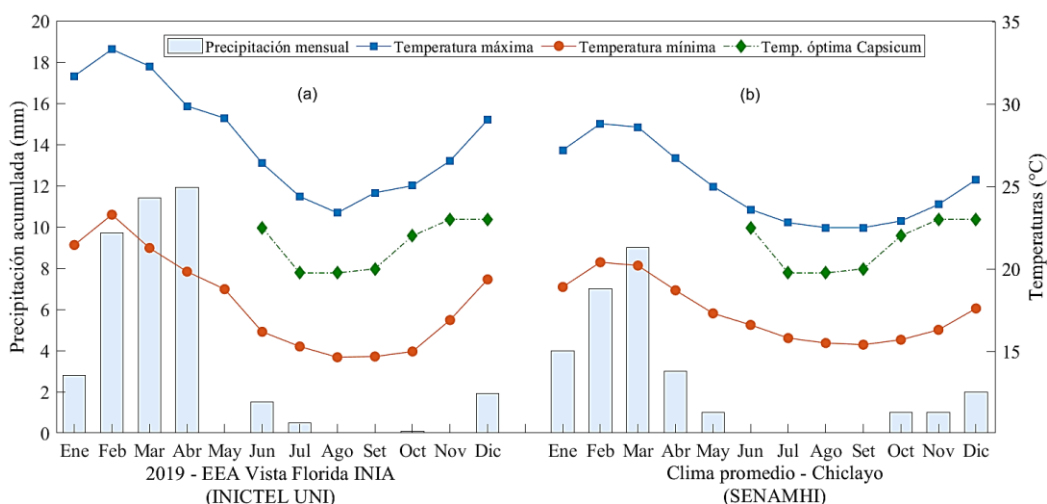 Precipitación mensual Temperatura máxima Temperatura mínima Temp. óptima Capsicum
(a) (b)
Precipitación acumulada (mm)
20
18
16
14
12
10
8
6
4
2
0
Temperaturas (°C)
35
30
25
20
15
Ene Feb Mar Abr May Jun Jul Ago Set Oct Nov Dic
Ene Feb Mar Abr May Jun Jul Ago Set Oct Nov Dic
2019 - EEA Vista Florida INIA
(INICTEL UNI)
Clima promedio - Chiclayo
(SENAMHI)